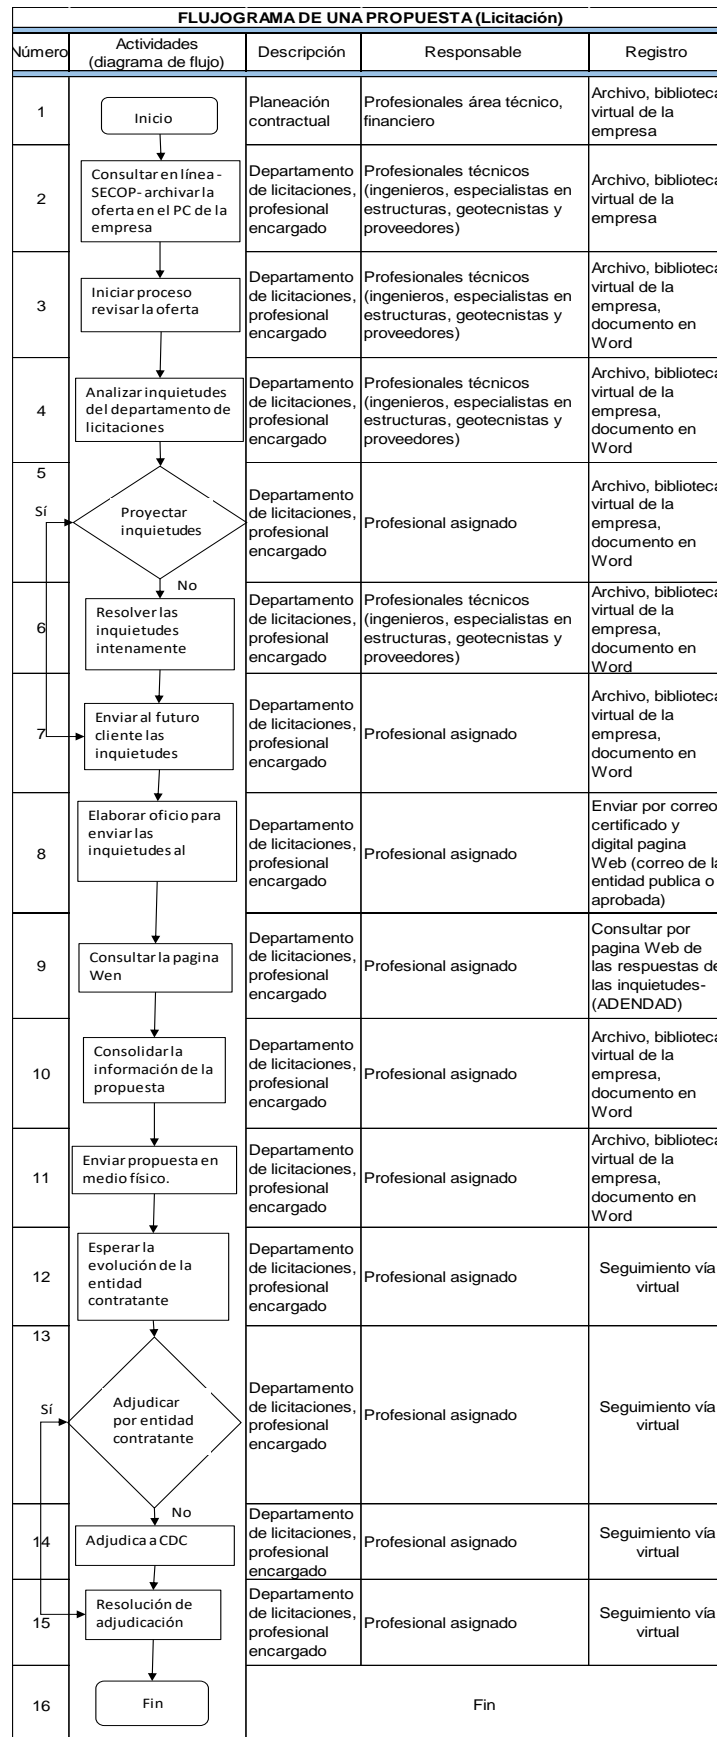 FLUJOGRAMA DE UNA PROPUESTA (Licitación)
Número
Actividades
(diagrama de flujo)
Descripción
Responsable
Registro
1
Inicio
Planeación
contractual
Profesionales área técnico,
financiero
Archivo, biblioteca
virtual de la
empresa
2
Consultar en línea -
SECOP- archivar la
oferta en el PC de la
empresa
Departamento
de licitaciones,
profesional
encargado
Profesionales técnicos
(ingenieros, especialistas en
estructuras, geotecnistas y
proveedores)
Archivo, biblioteca
virtual de la
empresa
3
Iniciar proceso
revisar la oferta
Departamento
de licitaciones,
profesional
encargado
Profesionales técnicos
(ingenieros, especialistas en
estructuras, geotecnistas y
proveedores)
Archivo, biblioteca
virtual de la
empresa,
documento en
Word
4
Analizar inquietudes
del departamento de
licitaciones
Departamento
de licitaciones,
profesional
encargado
Profesionales técnicos
(ingenieros, especialistas en
estructuras, geotecnistas y
proveedores)
Archivo, biblioteca
virtual de la
empresa,
documento en
Word
5
Sí
Proyectar
inquietudes
No
Departamento
de licitaciones,
profesional
encargado
Profesional asignado
Archivo, biblioteca
virtual de la
empresa,
documento en
Word
6
Resolver las
inquietudes
intenamente
Departamento
de licitaciones,
profesional
encargado
Profesionales técnicos
(ingenieros, especialistas en
estructuras, geotecnistas y
proveedores)
Archivo, biblioteca
virtual de la
empresa,
documento en
Word
7
Enviar al futuro
cliente las
inquietudes
Departamento
de licitaciones,
profesional
encargado
Profesional asignado
Archivo, biblioteca
virtual de la
empresa,
documento en
Word
8
Elaborar oficio para
enviar las
inquietudes al
Departamento
de licitaciones,
profesional
encargado
Profesional asignado
Enviar por correo
certificado y
digital pagina
Web (correo de la
entidad publica o
aprobada)
9
Consultar la pagina
Wen
Departamento
de licitaciones,
profesional
encargado
Profesional asignado
Consultar por
pagina Web de
las respuestas de
las inquietudes-
(ADENDAD)
10
Consolidar la
información de la
propuesta
Departamento
de licitaciones,
profesional
encargado
Profesional asignado
Archivo, biblioteca
virtual de la
empresa,
documento en
Word
11
Enviar propuesta en
medio físico.
Departamento
de licitaciones,
profesional
encargado
Profesional asignado
Archivo, biblioteca
virtual de la
empresa,
documento en
Word
12
Esperar la
evolución de la
entidad
contratante
Departamento
de licitaciones,
profesional
encargado
Profesional asignado
Seguimiento vía
virtual
13
Sí
Adjudicar
por entidad
contratante
No
Departamento
de licitaciones,
profesional
encargado
Profesional asignado
Seguimiento vía
virtual
14
Adjudica a CDC
Departamento
de licitaciones,
profesional
encargado
Profesional asignado
Seguimiento vía
virtual
15
Resolución de
adjudicación
Departamento
de licitaciones,
profesional
encargado
Profesional asignado
Seguimiento vía
virtual
16
Fin
Fin